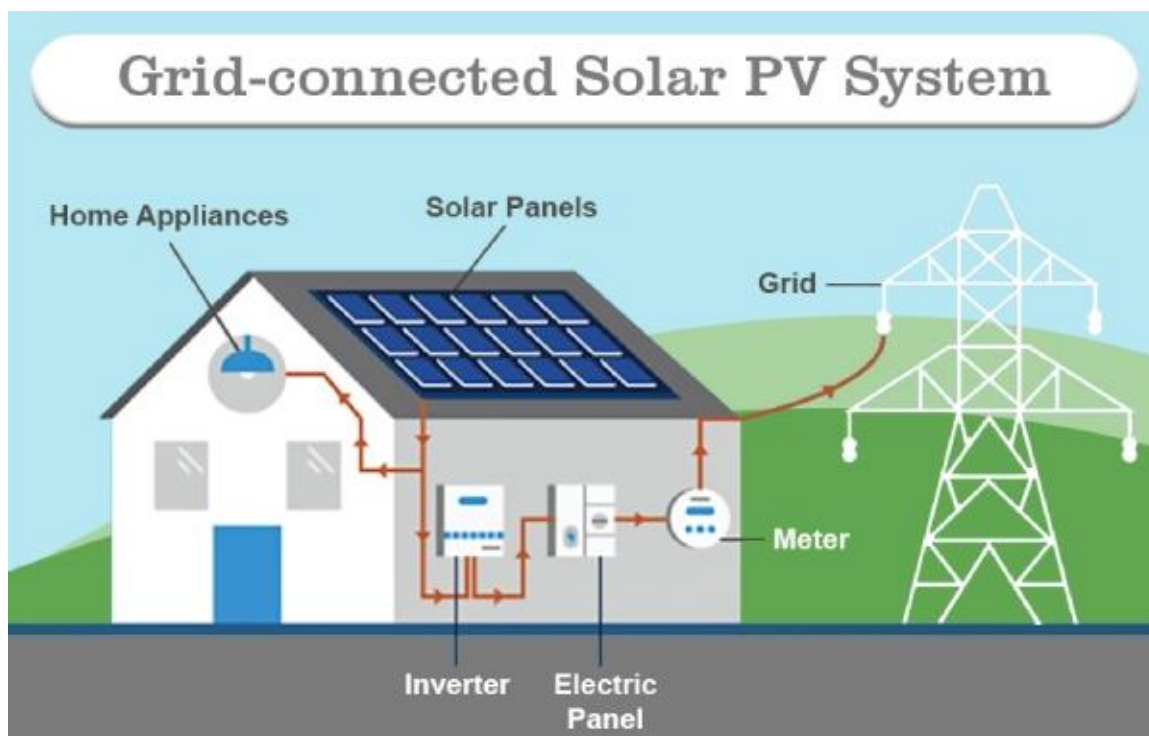 Grid-connected Solar PV System
Home Appliances
Solar Panels
Grid
Meter
Inverter
Electric
Panel